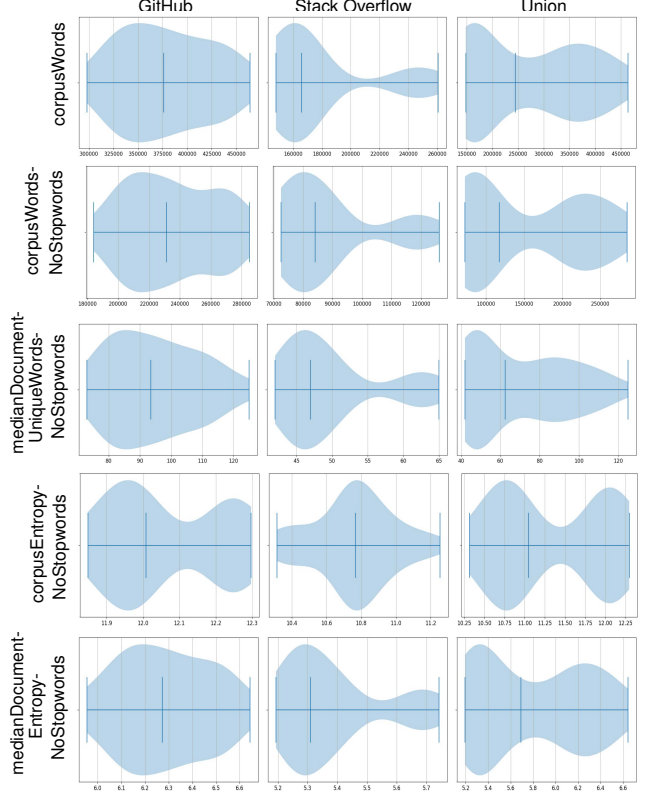 GitHub Stack Overflow Union
corpusWords
300000 325000 350000 375000 400000 425000 450000
160000 180000 200000 220000 240000 260000
150000 200000 250000 300000 350000 400000 450000
corpusWords-
NoStopwords
180000 200000 220000 240000 260000 280000
70000 80000 90000 100000 110000 120000
100000 150000 200000 250000
medianDocument-
UniqueWords-
NoStopwords
80 90 100 110 120
45 50 55 60 65
40 60 80 100 120
corpusEntropy-
NoStopwords
11.9 12.0 12.1 12.2 12.3
10.4 10.6 10.8 11.0 11.2
10.25 10.50 10.75 11.00 11.25 11.50 11.75 12.00 12.25
medianDocument-
Entropy-
NoStopwords
6.0 6.1 6.2 6.3 6.4 6.5 6.6
5.2 5.3 5.4 5.5 5.6 5.7
5.2 5.4 5.6 5.8 6.0 6.2 6.4 6.6